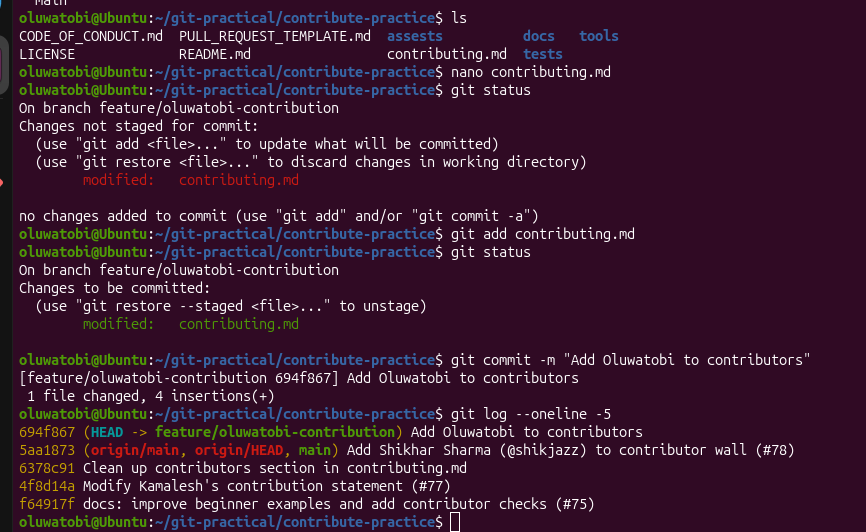 Math
oluwatobi@Ubuntu:~/git-practical/contribute-practice$ ls
CODE_OF_CONDUCT.md  PULL_REQUEST_TEMPLATE.md  assests          docs  tools
LICENSE             README.md                 contributing.md  tests
oluwatobi@Ubuntu:~/git-practical/contribute-practice$ nano contributing.md
oluwatobi@Ubuntu:~/git-practical/contribute-practice$ git status
On branch feature/oluwatobi-contribution
Changes not staged for commit:
  (use "git add <file>..." to update what will be committed)
  (use "git restore <file>..." to discard changes in working directory)
        modified:   contributing.md

no changes added to commit (use "git add" and/or "git commit -a")
oluwatobi@Ubuntu:~/git-practical/contribute-practice$ git add contributing.md
oluwatobi@Ubuntu:~/git-practical/contribute-practice$ git status
On branch feature/oluwatobi-contribution
Changes to be committed:
  (use "git restore --staged <file>..." to unstage)
        modified:   contributing.md

oluwatobi@Ubuntu:~/git-practical/contribute-practice$ git commit -m "Add Oluwatobi to contributors"
[feature/oluwatobi-contribution 694f867] Add Oluwatobi to contributors
 1 file changed, 4 insertions(+)
oluwatobi@Ubuntu:~/git-practical/contribute-practice$ git log --oneline -5
694f867 (HEAD -> feature/oluwatobi-contribution) Add Oluwatobi to contributors
5aa1873 (origin/main, origin/HEAD, main) Add Shikhar Sharma (@shikjazz) to contributor wall (#78)
6378c91 Clean up contributors section in contributing.md
4f8d14a Modify Kamalesh's contribution statement (#77)
f64917f docs: improve beginner examples and add contributor checks (#75)
oluwatobi@Ubuntu:~/git-practical/contribute-practice$